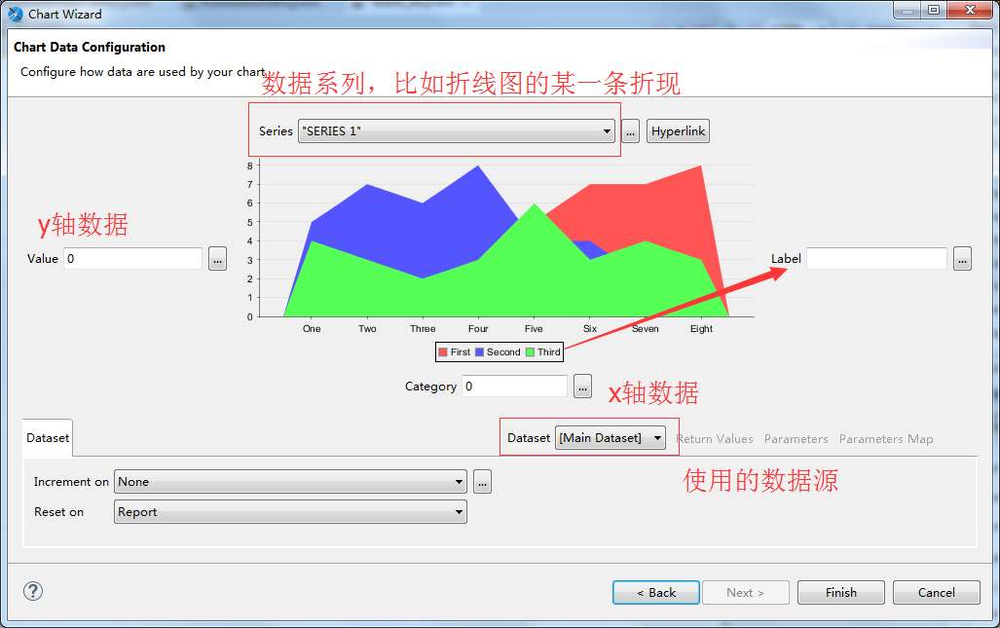 Chart Wizard
Chart Data Configuration
Configure how data are used by your chart
数据系列，比如折线图的某一条折现
Series "SERIES 1" ... Hyperlink
8
7
6
5
4
3
2
1
0
y轴数据
Value 0 ...
Label ...
One Two Three Four Five Six Seven Eight
First Second Third
Category 0 ...
x轴数据
Dataset
Dataset [Main Dataset] Return Values Parameters Parameters Map
使用的数据源
Increment on None ...
Reset on Report
?
< Back Next > Finish Cancel